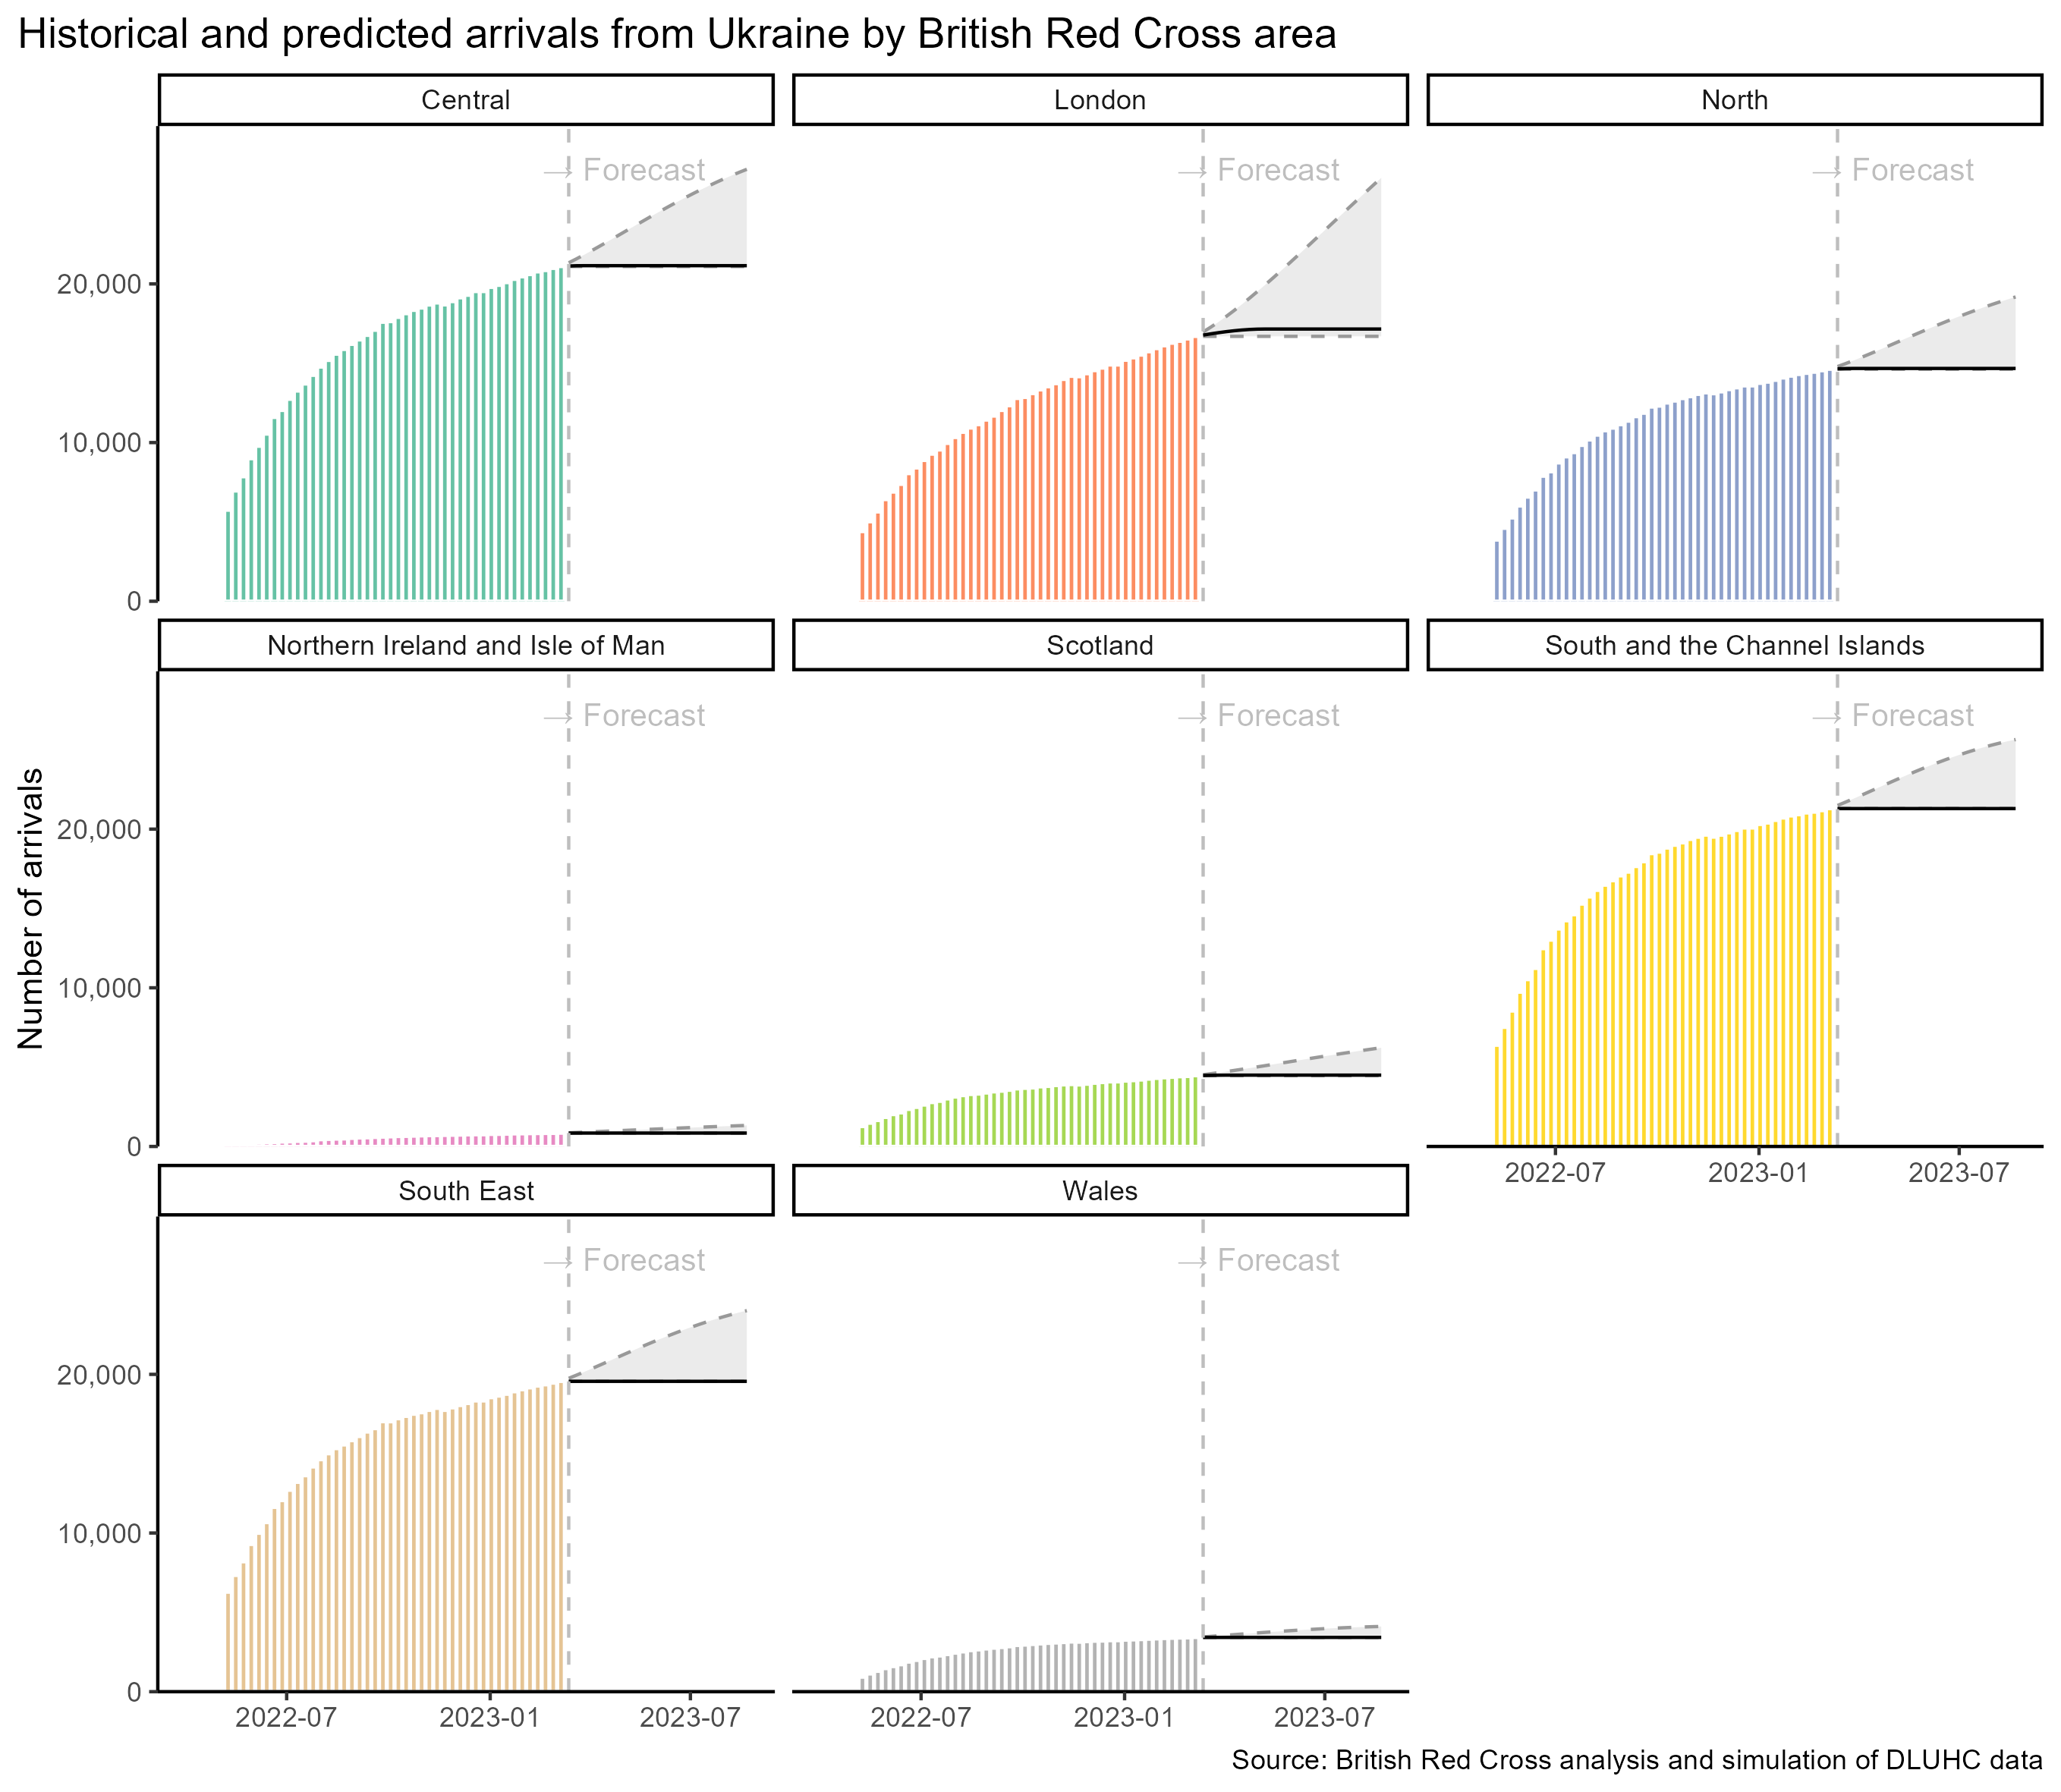 Historical and predicted arrivals from Ukraine by British Red Cross area
Central
London
North
→ Forecast
→ Forecast
→ Forecast
20,000
10,000
0
Northern Ireland and Isle of Man
Scotland
South and the Channel Islands
→ Forecast
→ Forecast
→ Forecast
Number of arrivals
20,000
10,000
0
2022-07
2023-01
2023-07
South East
Wales
→ Forecast
→ Forecast
20,000
10,000
0
2022-07
2023-01
2023-07
2022-07
2023-01
2023-07
Source: British Red Cross analysis and simulation of DLUHC data